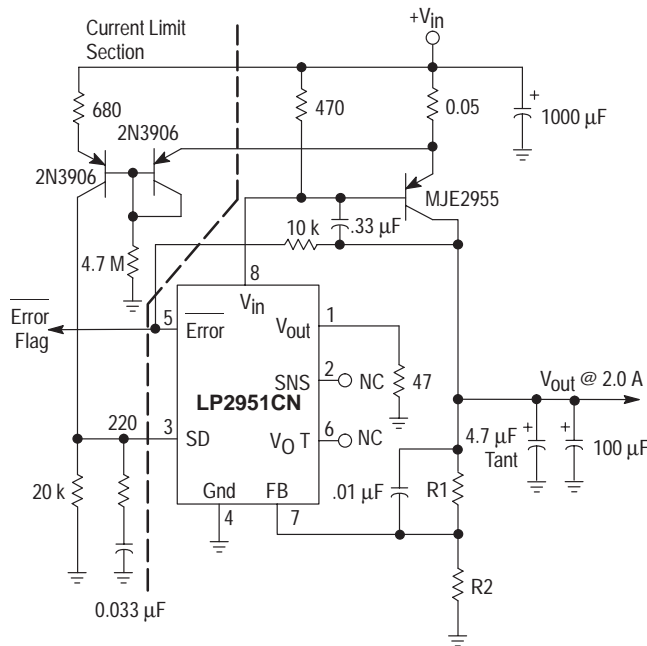 Current Limit
Section
+Vin
680
470
0.05
+
1000 µF
2N3906
2N3906
MJE2955
10 k
.33 µF
4.7 M
8
Vin
Error
Flag
5
Error
Vout
1
SNS
2
NC
47
LP2951CN
Vout @ 2.0 A
220
3
SD
VO T
6
NC
4.7 µF
Tant
+
+
100 µF
20 k
Gnd
FB
.01 µF
R1
4
7
R2
0.033 µF